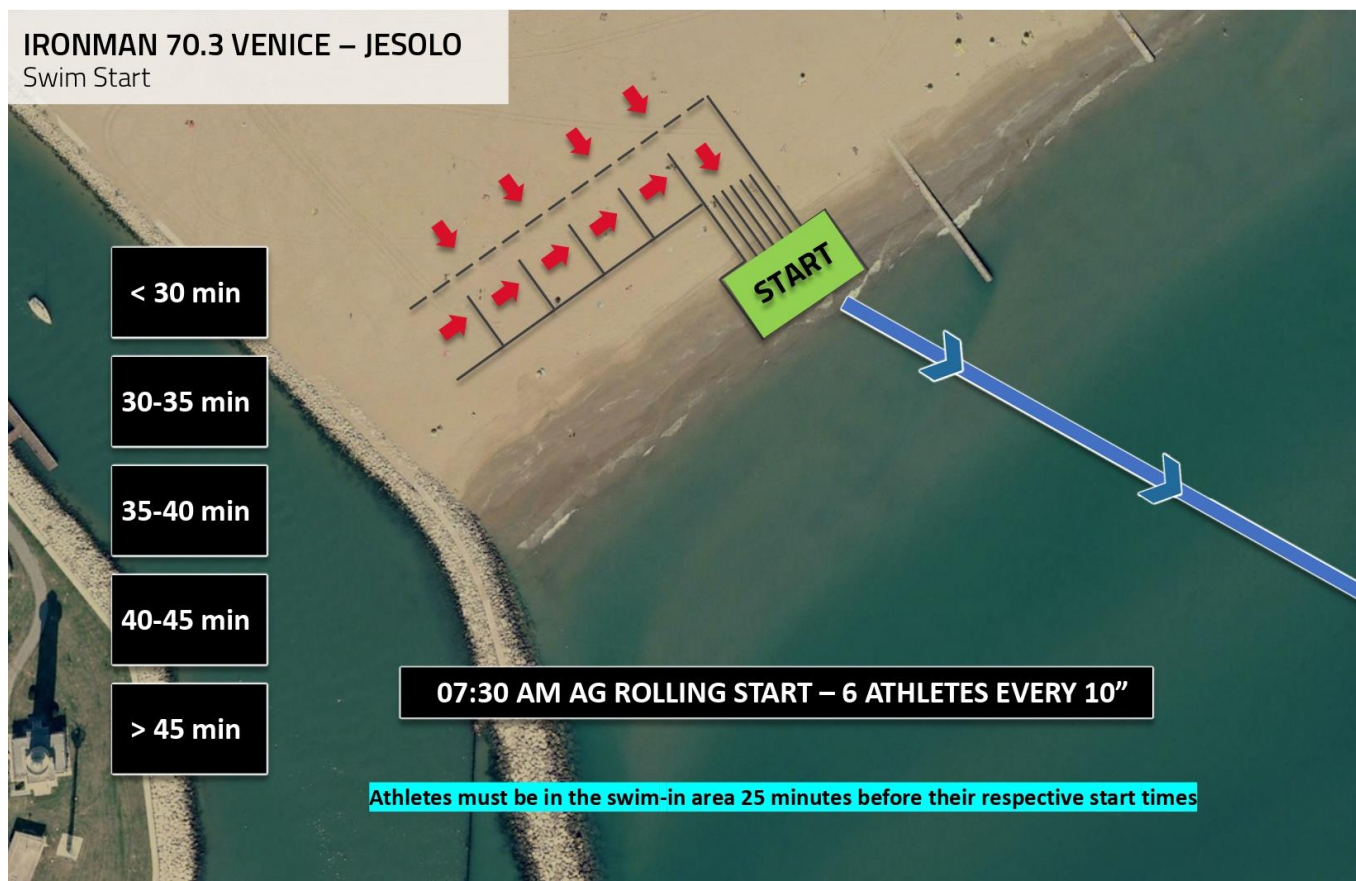 IRONMAN 70.3 VENICE – JESOLO
Swim Start
START
< 30 min
30-35 min
35-40 min
40-45 min
> 45 min
07:30 AM AG ROLLING START – 6 ATHLETES EVERY 10”
Athletes must be in the swim-in area 25 minutes before their respective start times